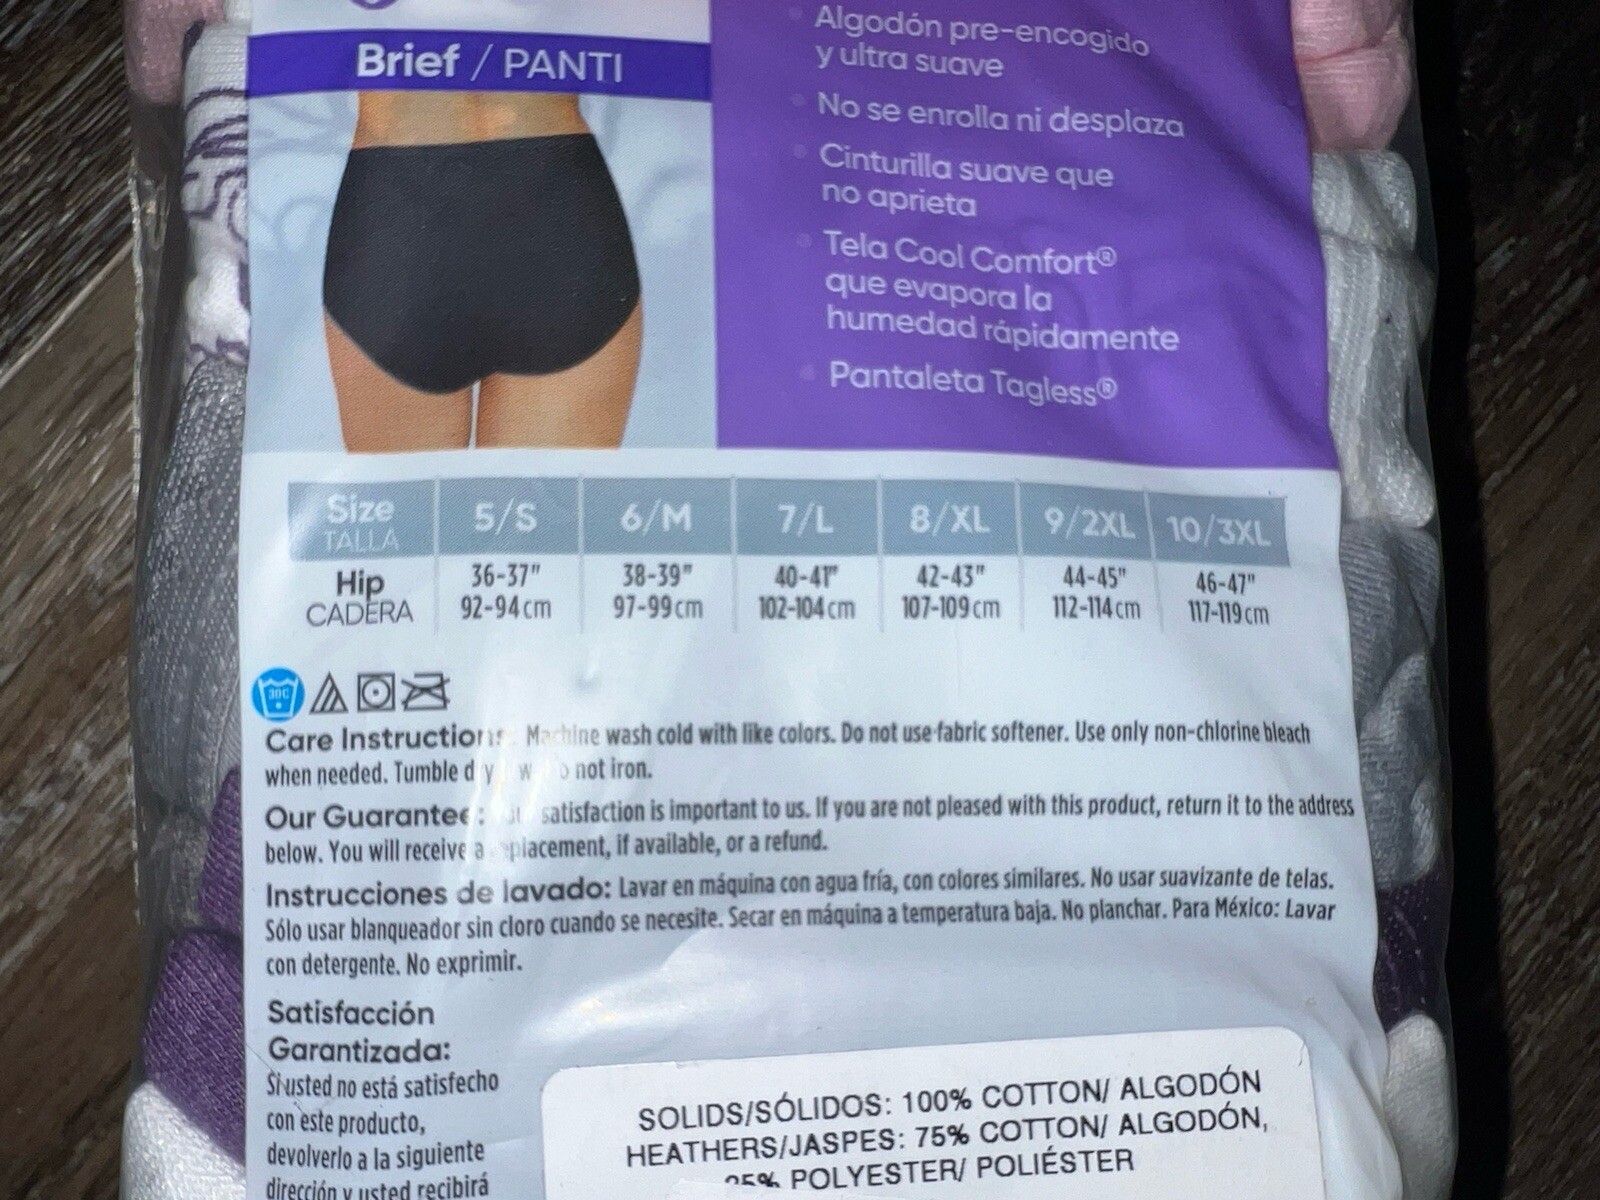 Brief / PANTI
Algodón pre-encogido
y ultra suave
No se enrolla ni desplaza
Cinturilla suave que
no aprieta
Tela Cool Comfort®
que evapora la
humedad rápidamente
Pantaleta Tagless®
Size 5/S 6/M 7/L 8/XL 9/2XL 10/3XL
TALLA
Hip 36-37" 38-39" 40-41" 42-43" 44-45" 46-47"
CADERA 92-94cm 97-99cm 102-104cm 107-109cm 112-114cm 117-119cm
30C
Care Instructions Machine wash cold with like colors. Do not use fabric softener. Use only non-chlorine bleach
when needed. Tumble not iron.
Our Guarantee: satisfaction is important to us. If you are not pleased with this product, return it to the address
below. You will receive a replacement, if available, or a refund.
Instrucciones de lavado: Lavar en máquina con agua fría, con colores similares. No usar suavizante de telas.
Sólo usar blanqueador sin cloro cuando se necesite. Secar en máquina a temperatura baja. No planchar. Para México: Lavar
con detergente. No exprimir.
Satisfacción
Garantizada:
Si usted no está satisfecho
con este producto,
devolverlo a la siguiente
dirección y usted recibirá
SOLIDS/SÓLIDOS: 100% COTTON/ ALGODÓN
HEATHERS/JASPES: 75% COTTON/ ALGODÓN,
25% POLYESTER/ POLIÉSTER